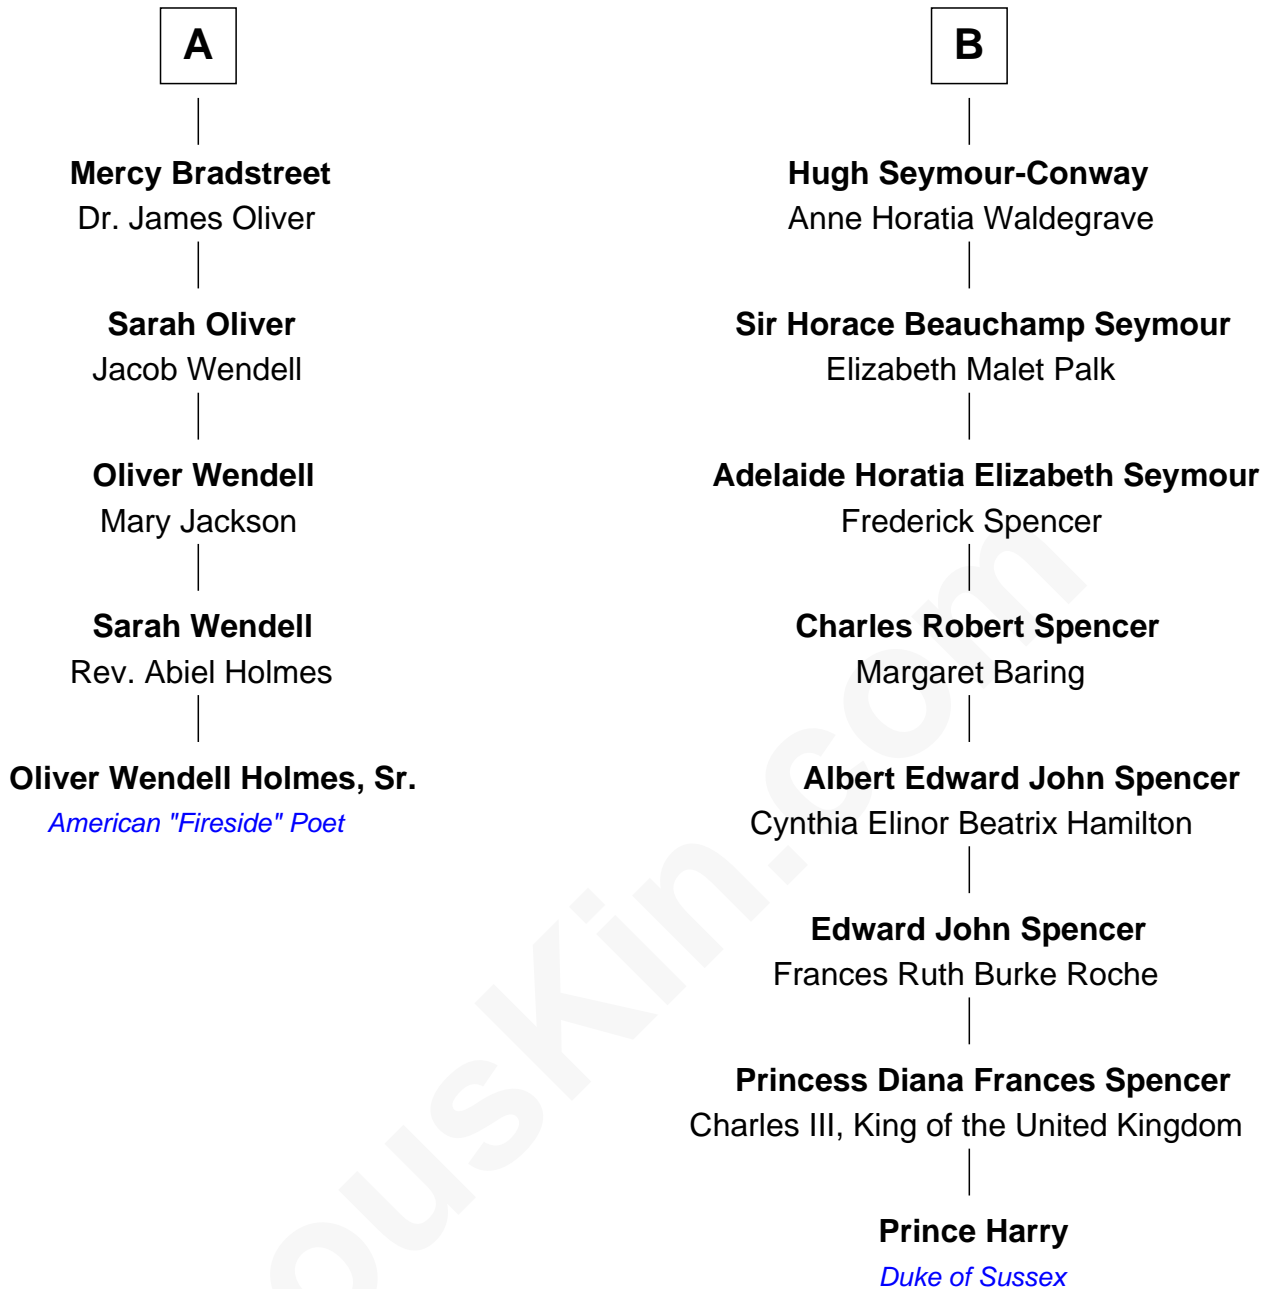 A
Mercy Bradstreet
Dr. James Oliver
Sarah Oliver
Jacob Wendell
Oliver Wendell
Mary Jackson
Sarah Wendell
Rev. Abiel Holmes
Oliver Wendell Holmes, Sr.
American "Fireside" Poet
B
Hugh Seymour-Conway
Anne Horatia Waldegrave
Sir Horace Beauchamp Seymour
Elizabeth Malet Palk
Adelaide Horatia Elizabeth Seymour
Frederick Spencer
Charles Robert Spencer
Margaret Baring
Albert Edward John Spencer
Cynthia Elinor Beatrix Hamilton
Edward John Spencer
Frances Ruth Burke Roche
Princess Diana Frances Spencer
Charles III, King of the United Kingdom
Prince Harry
Duke of Sussex
ousKin.com